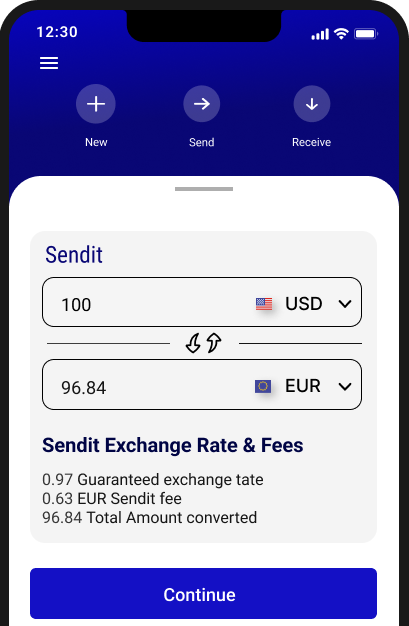 12:30
New
Send
Receive
Sendit
100
USD
96.84
EUR
Sendit Exchange Rate & Fees
0.97 Guaranteed exchange tate
0.63 EUR Sendit fee
96.84 Total Amount converted
Continue